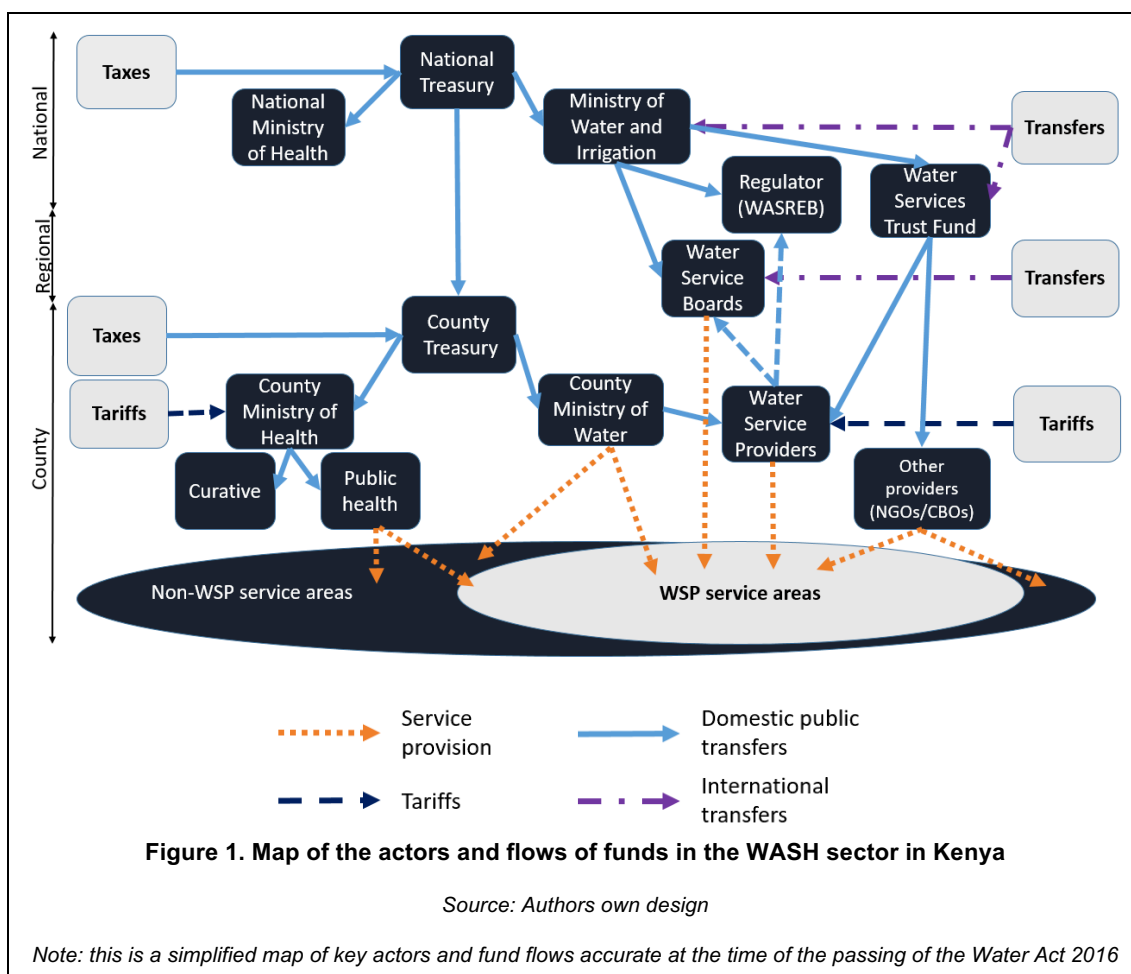 National
Regional
County
Taxes
National
Treasury
National
Ministry
of Health
Ministry of
Water and
Irrigation
Transfers
Regulator
(WASREB)
Water
Services
Trust Fund
Water
Service
Boards
Transfers
Taxes
County
Treasury
Tariffs
County
Ministry of
Health
County
Ministry of
Water
Water
Service
Providers
Tariffs
Curative
Public
health
Other
providers
(NGOs/CBOs)
Non-WSP service areas
WSP service areas
Service
provision
Domestic public
transfers
Tariffs
International
transfers
Figure 1. Map of the actors and flows of funds in the WASH sector in Kenya
Source: Authors own design
Note: this is a simplified map of key actors and fund flows accurate at the time of the passing of the Water Act 2016